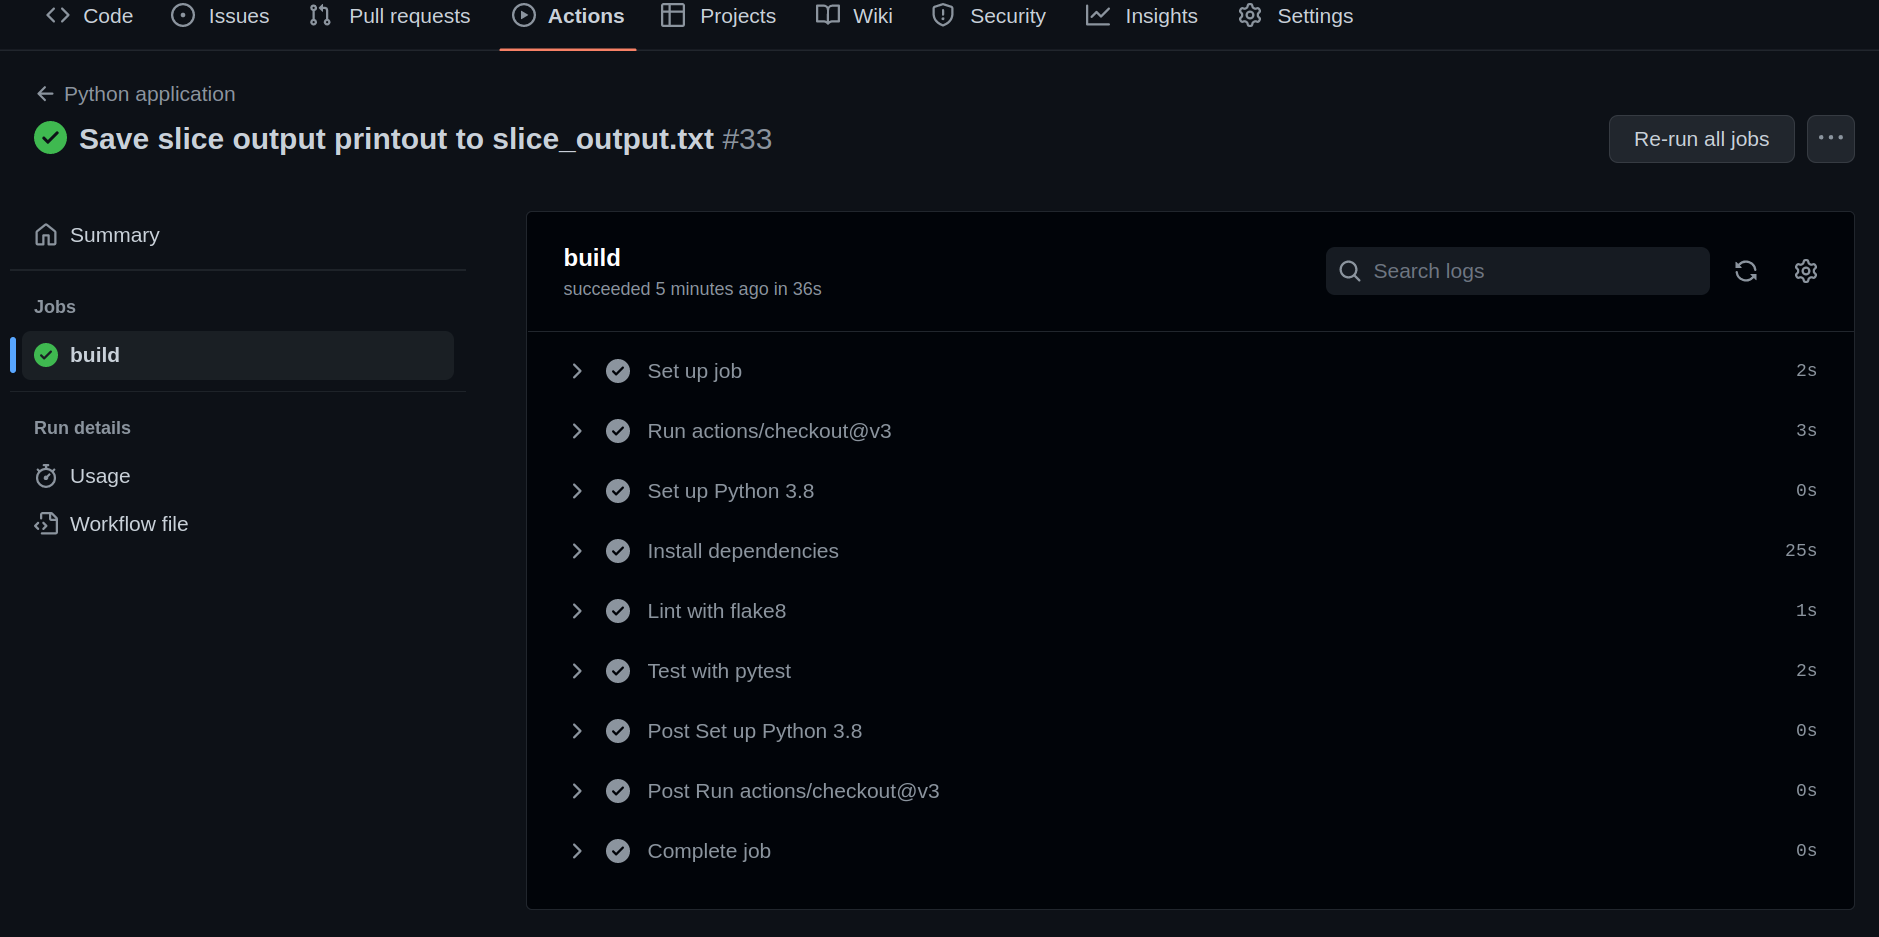 Code Issues Pull requests Actions Projects Wiki Security Insights Settings
Python application
Save slice output printout to slice_output.txt #33
Re-run all jobs
Summary
Jobs
build
Run details
Usage
Workflow file
build
succeeded 5 minutes ago in 36s
Search logs
Set up job 2s
Run actions/checkout@v3 3s
Set up Python 3.8 0s
Install dependencies 25s
Lint with flake8 1s
Test with pytest 2s
Post Set up Python 3.8 0s
Post Run actions/checkout@v3 0s
Complete job 0s